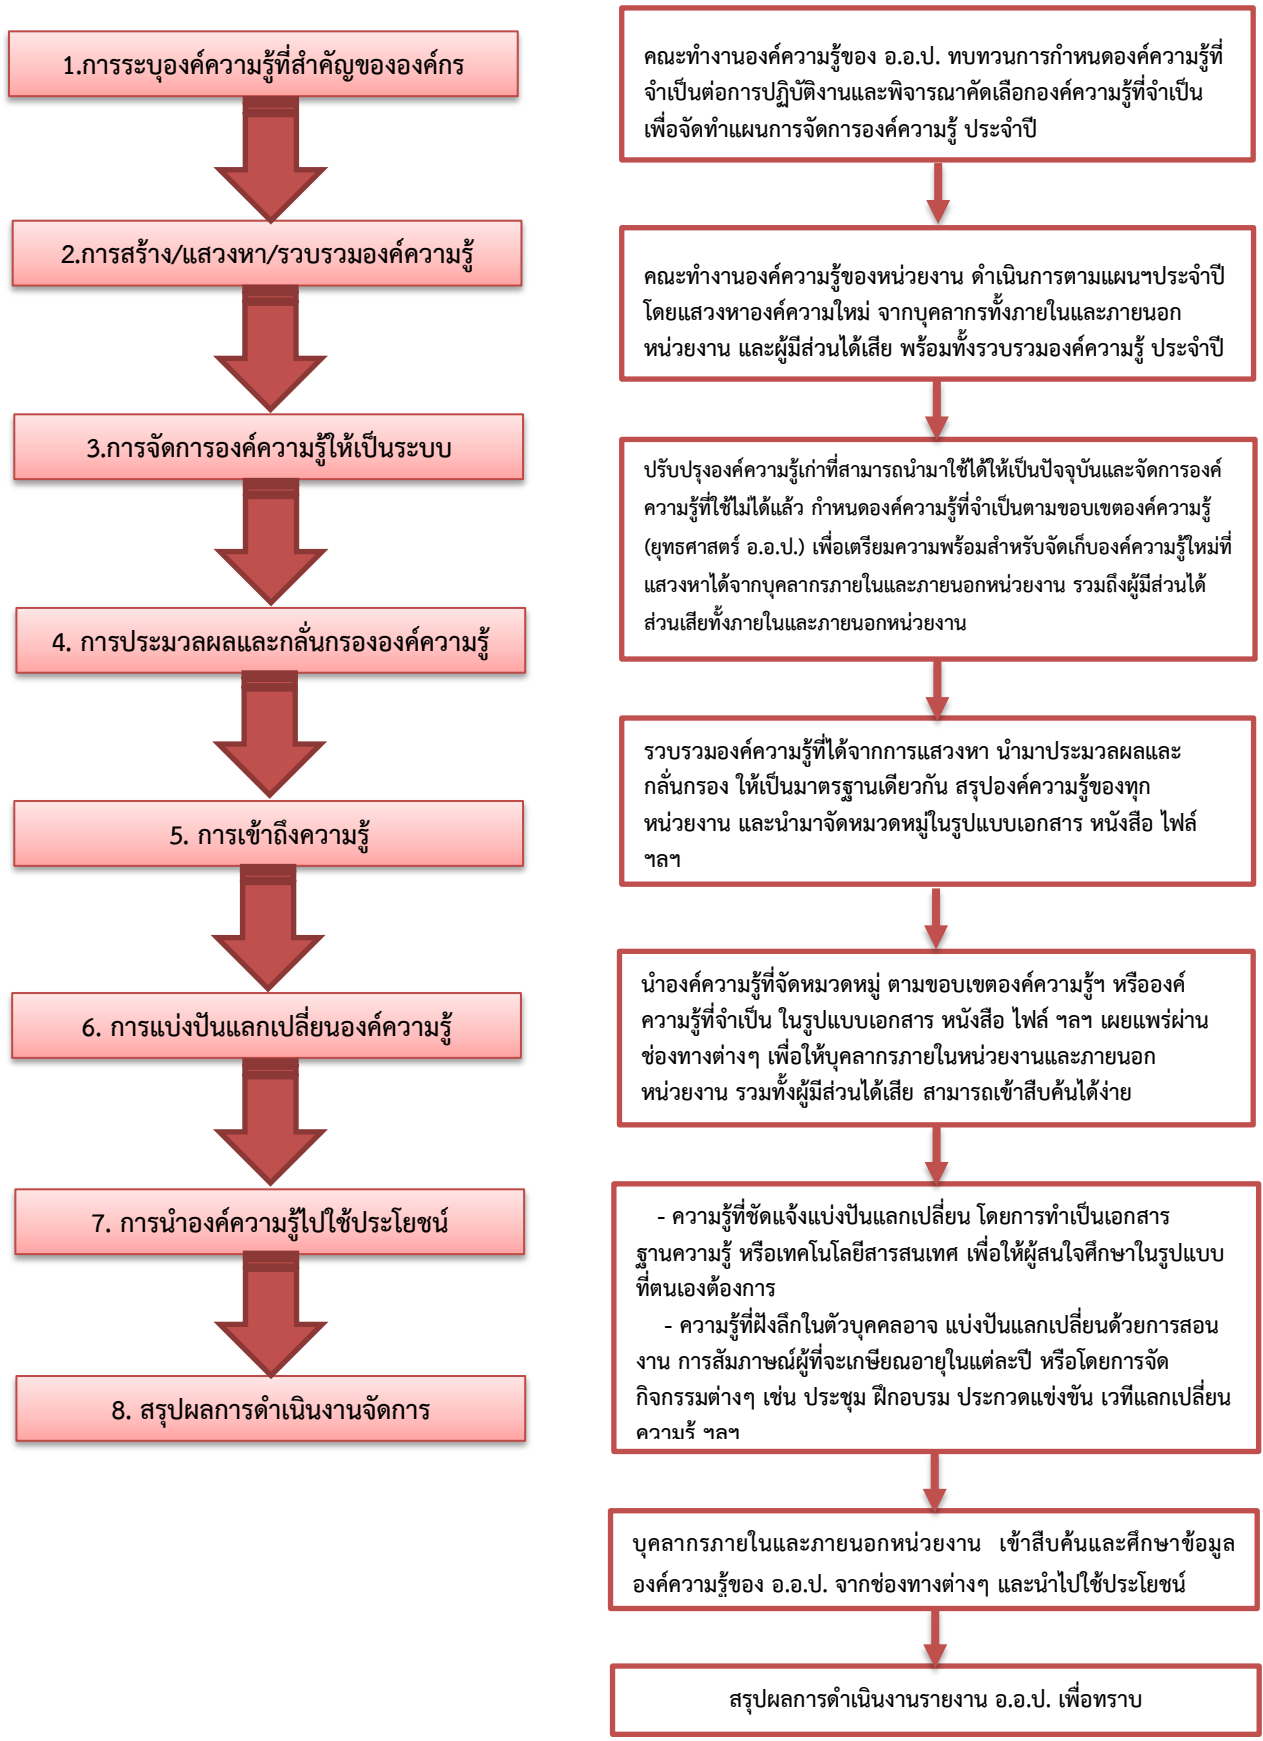 1.การระบุองค์ความรู้ที่สำคัญขององค์กร
2.การสร้าง/แสวงหา/รวบรวมองค์ความรู้
3.การจัดการองค์ความรู้ให้เป็นระบบ
4. การประมวลผลและกลั่นกรององค์ความรู้
5. การเข้าถึงความรู้
6. การแบ่งปันแลกเปลี่ยนองค์ความรู้
7. การนำองค์ความรู้ไปใช้ประโยชน์
8. สรุปผลการดำเนินงานจัดการ
คณะทำงานองค์ความรู้ของ อ.อ.ป. ทบทวนการกำหนดองค์ความรู้ที่
จำเป็นต่อการปฏิบัติงานและพิจารณาคัดเลือกองค์ความรู้ที่จำเป็น
เพื่อจัดทำแผนการจัดการองค์ความรู้ ประจำปี
คณะทำงานองค์ความรู้ของหน่วยงาน ดำเนินการตามแผนฯประจำปี
โดยแสวงหาองค์ความใหม่ จากบุคลากรทั้งภายในและภายนอก
หน่วยงาน และผู้มีส่วนได้เสีย พร้อมทั้งรวบรวมองค์ความรู้ ประจำปี
ปรับปรุงองค์ความรู้เก่าที่สามารถนำมาใช้ได้ให้เป็นปัจจุบันและจัดการองค์
ความรู้ที่ใช้ไม่ได้แล้ว กำหนดองค์ความรู้ที่จำเป็นตามขอบเขตองค์ความรู้
(ยุทธศาสตร์ อ.อ.ป.) เพื่อเตรียมความพร้อมสำหรับจัดเก็บองค์ความรู้ใหม่ที่
แสวงหาได้จากบุคลากรภายในและภายนอกหน่วยงาน รวมถึงผู้มีส่วนได้
ส่วนเสียทั้งภายในและภายนอกหน่วยงาน
รวบรวมองค์ความรู้ที่ได้จากการแสวงหา นำมาประมวลผลและ
กลั่นกรอง ให้เป็นมาตรฐานเดียวกัน สรุปองค์ความรู้ของทุก
หน่วยงาน และนำมาจัดหมวดหมู่ในรูปแบบเอกสาร หนังสือ ไฟล์
ฯลฯ
นำองค์ความรู้ที่จัดหมวดหมู่ ตามขอบเขตองค์ความรู้ฯ หรือองค์
ความรู้ที่จำเป็น ในรูปแบบเอกสาร หนังสือ ไฟล์ ฯลฯ เผยแพร่ผ่าน
ช่องทางต่างๆ เพื่อให้บุคลากรภายในหน่วยงานและภายนอก
หน่วยงาน รวมทั้งผู้มีส่วนได้เสีย สามารถเข้าสืบค้นได้ง่าย
- ความรู้ที่ชัดแจ้งแบ่งปันแลกเปลี่ยน โดยการทำเป็นเอกสาร
ฐานความรู้ หรือเทคโนโลยีสารสนเทศ เพื่อให้ผู้สนใจศึกษาในรูปแบบ
ที่ตนเองต้องการ
- ความรู้ที่ฝังลึกในตัวบุคคลอาจ แบ่งปันแลกเปลี่ยนด้วยการสอน
งาน การสัมภาษณ์ผู้ที่จะเกษียณอายุในแต่ละปี หรือโดยการจัด
กิจกรรมต่างๆ เช่น ประชุม ฝึกอบรม ประกวดแข่งขัน เวทีแลกเปลี่ยน
ความรู้ ฯลฯ
บุคลากรภายในและภายนอกหน่วยงาน เข้าสืบค้นและศึกษาข้อมูล
องค์ความรู้ของ อ.อ.ป. จากช่องทางต่างๆ และนำไปใช้ประโยชน์
สรุปผลการดำเนินงานรายงาน อ.อ.ป. เพื่อทราบ